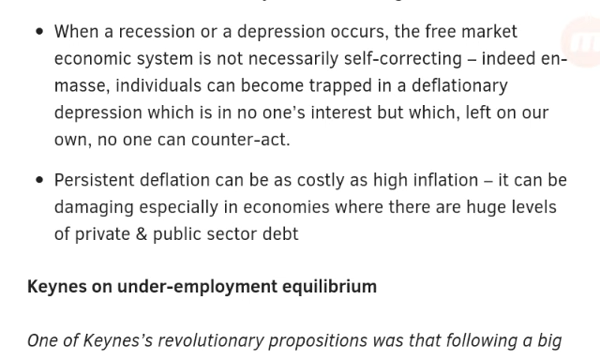 • When a recession or a depression occurs, the free market
economic system is not necessarily self-correcting – indeed en-
masse, individuals can become trapped in a deflationary
depression which is in no one's interest but which, left on our
own, no one can counter-act.
• Persistent deflation can be as costly as high inflation – it can be
damaging especially in economies where there are huge levels
of private & public sector debt
Keynes on under-employment equilibrium
One of Keynes's revolutionary propositions was that following a big